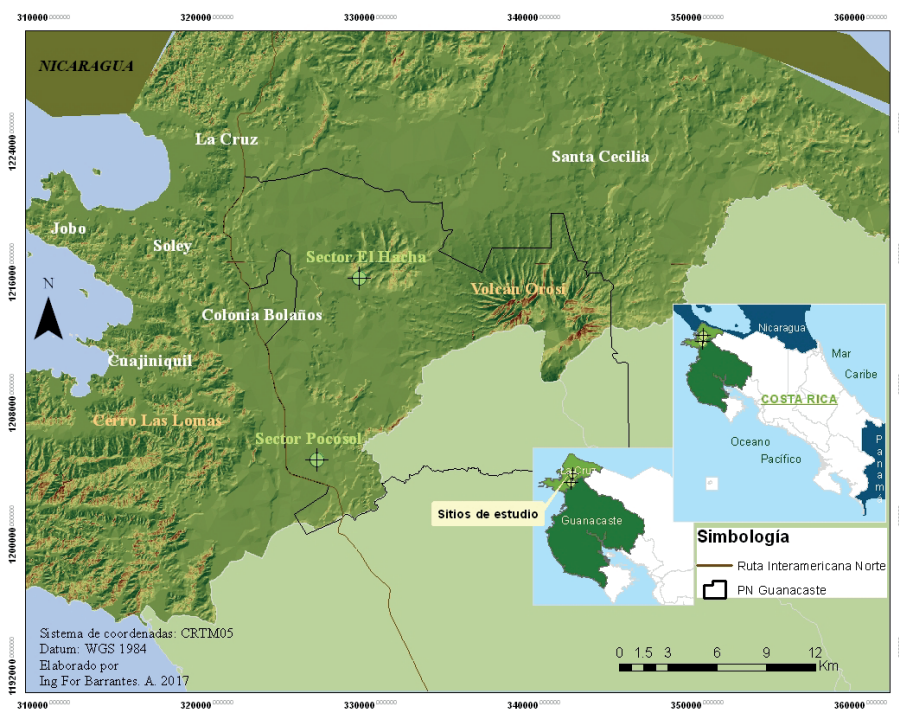 310000 320000 330000 340000 350000 360000
NICARAGUA
1224000
La Cruz
Santa Cecilia
Jobo
Soley
Sector El Hacha
1216000
N
Volcán Orosí
Colonia Bolaños
Nicaragua
Cuajiniquil
Mar
Caribe
COSTA RICA
1208000
Cerro Las Lomas
Sector Pocosol
Oceano
Pacífico
Panamá
La Cruz
Sitios de estudio
Guanacaste
1200000
Simbología
Ruta Interamericana Norte
PN Guanacaste
Sistema de coordenadas: CRTM05
Datum: WGS 1984
Elaborado por
Ing For Barrantes. A. 2017
0 1.5 3 6 9 12
Km
1192000
310000 320000 330000 340000 350000 360000